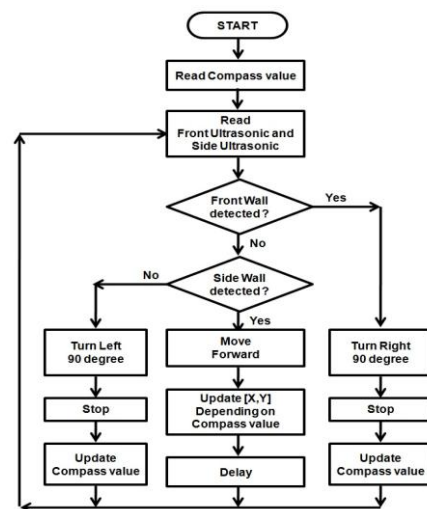 START
Read Compass value
Read
Front Ultrasonic and
Side Ultrasonic
Front Wall
detected ?
Yes
No
Side Wall
detected ?
No
Yes
Turn Left
90 degree
Move
Forward
Turn Right
90 degree
Stop
Update [X,Y]
Depending on
Compass value
Stop
Update
Compass value
Delay
Update
Compass value